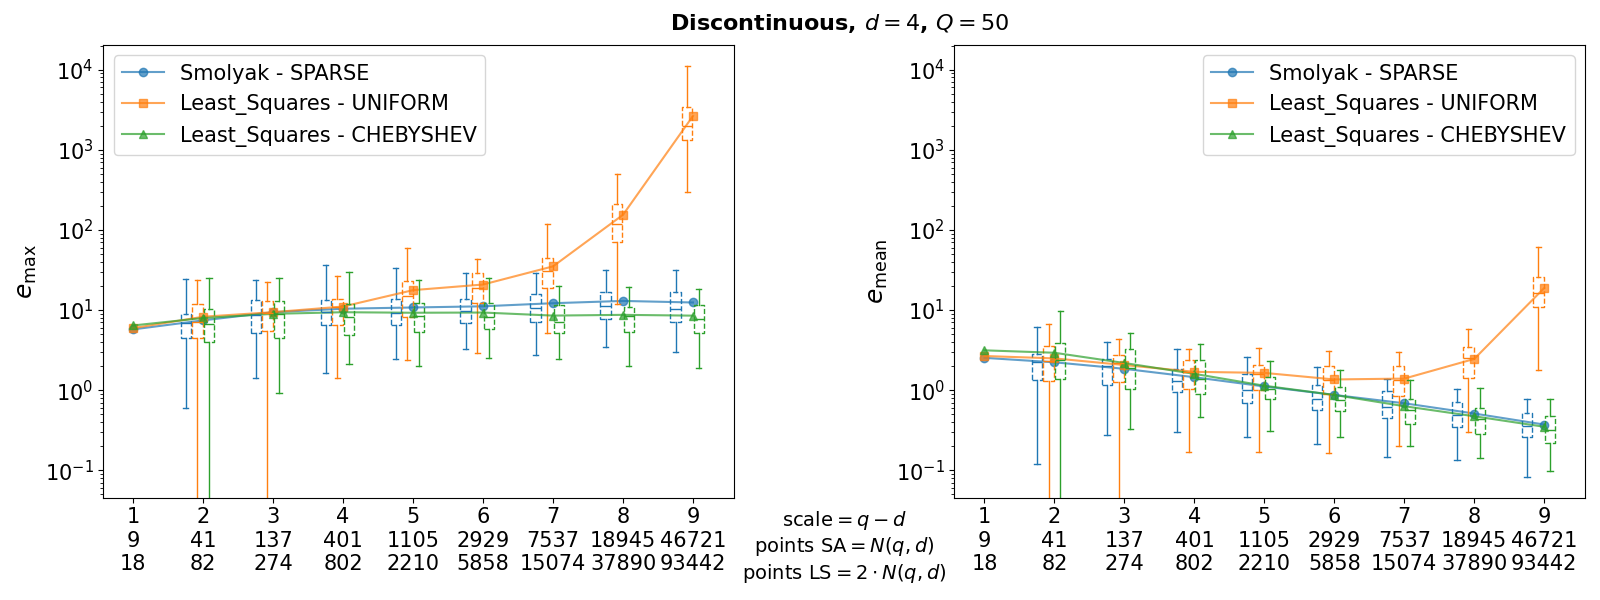 Discontinuous, d = 4, Q = 50
Smolyak - SPARSE
Least_Squares - UNIFORM
Least_Squares - CHEBYSHEV
e_max
10^4
10^3
10^2
10^1
10^0
10^−1
1 2 3 4 5 6 7 8 9
9 41 137 401 1105 2929 7537 18945 46721
18 82 274 802 2210 5858 15074 37890 93442
scale = q − d
points SA = N(q, d)
points LS = 2 · N(q, d)
Smolyak - SPARSE
Least_Squares - UNIFORM
Least_Squares - CHEBYSHEV
e_mean
10^4
10^3
10^2
10^1
10^0
10^−1
1 2 3 4 5 6 7 8 9
9 41 137 401 1105 2929 7537 18945 46721
18 82 274 802 2210 5858 15074 37890 93442